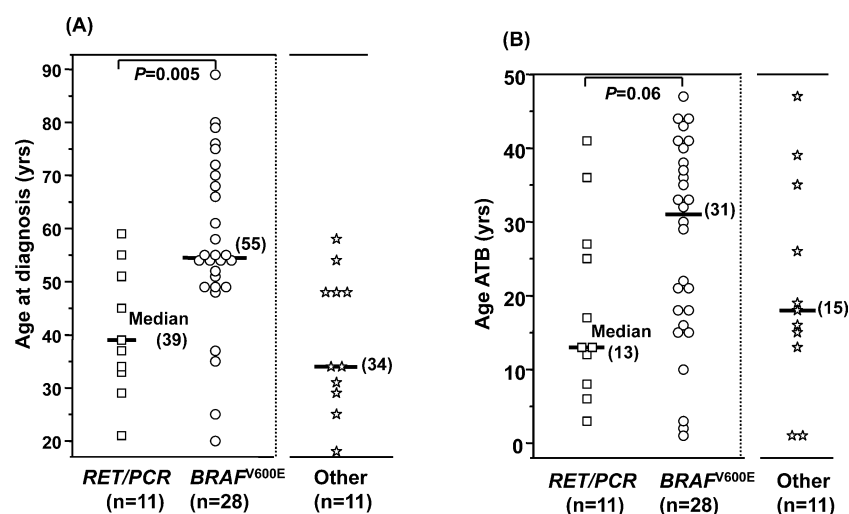 (A)
Age at diagnosis (yrs)
90
80
70
60
50
40
30
20
P=0.005
(55)
Median
(39)
(34)
RET/PCR
(n=11)
BRAFV600E
(n=28)
Other
(n=11)
(B)
Age ATB (yrs)
50
40
30
20
10
0
P=0.06
(31)
Median
(13)
(15)
RET/PCR
(n=11)
BRAFV600E
(n=28)
Other
(n=11)